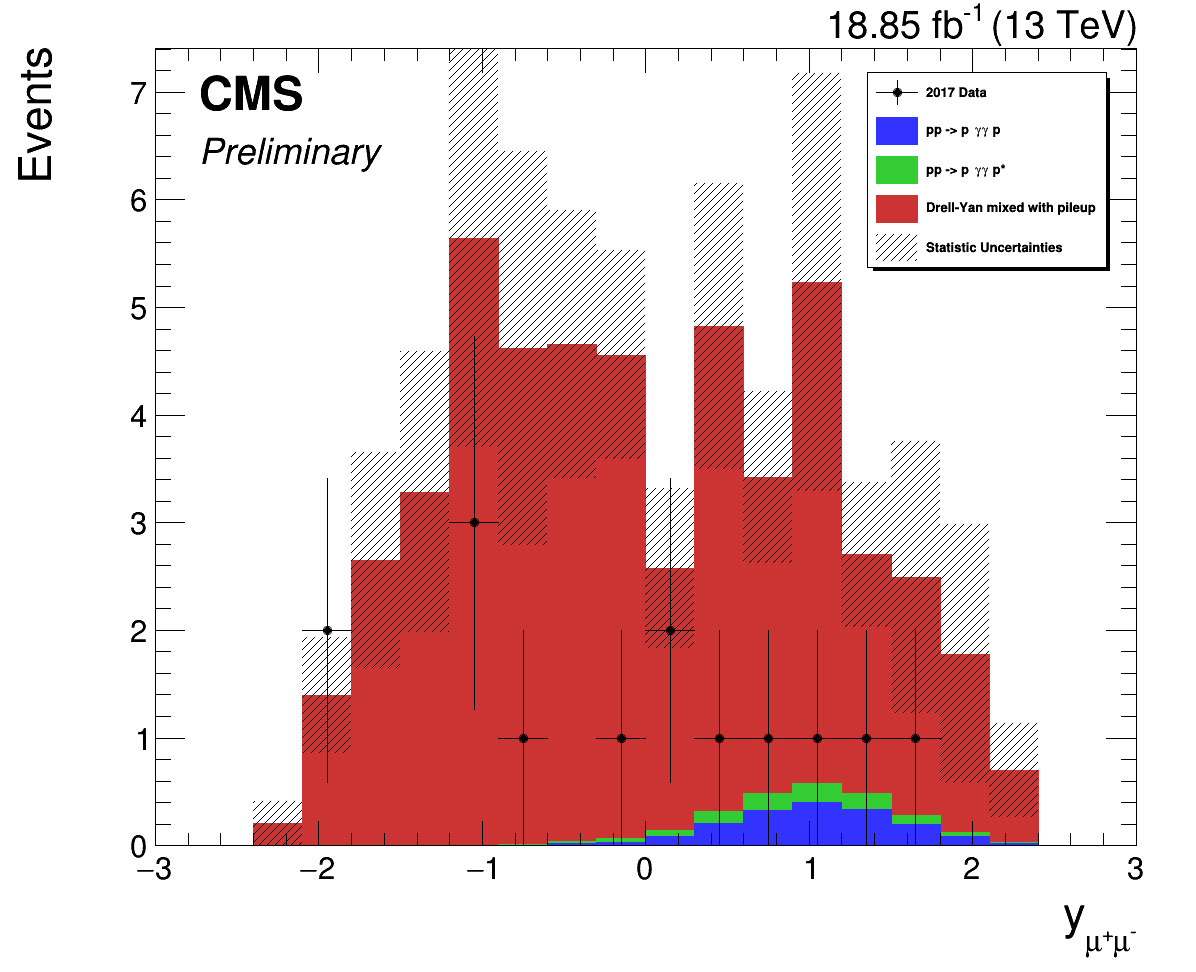 18.85 fb⁻¹ (13 TeV)
Events
CMS
Preliminary
2017 Data
pp -> p γγ p
pp -> p γγ p*
Drell-Yan mixed with pileup
Statistic Uncertainties
7
6
5
4
3
2
1
0
−3 −2 −1 0 1 2 3
y_μ⁺μ⁻